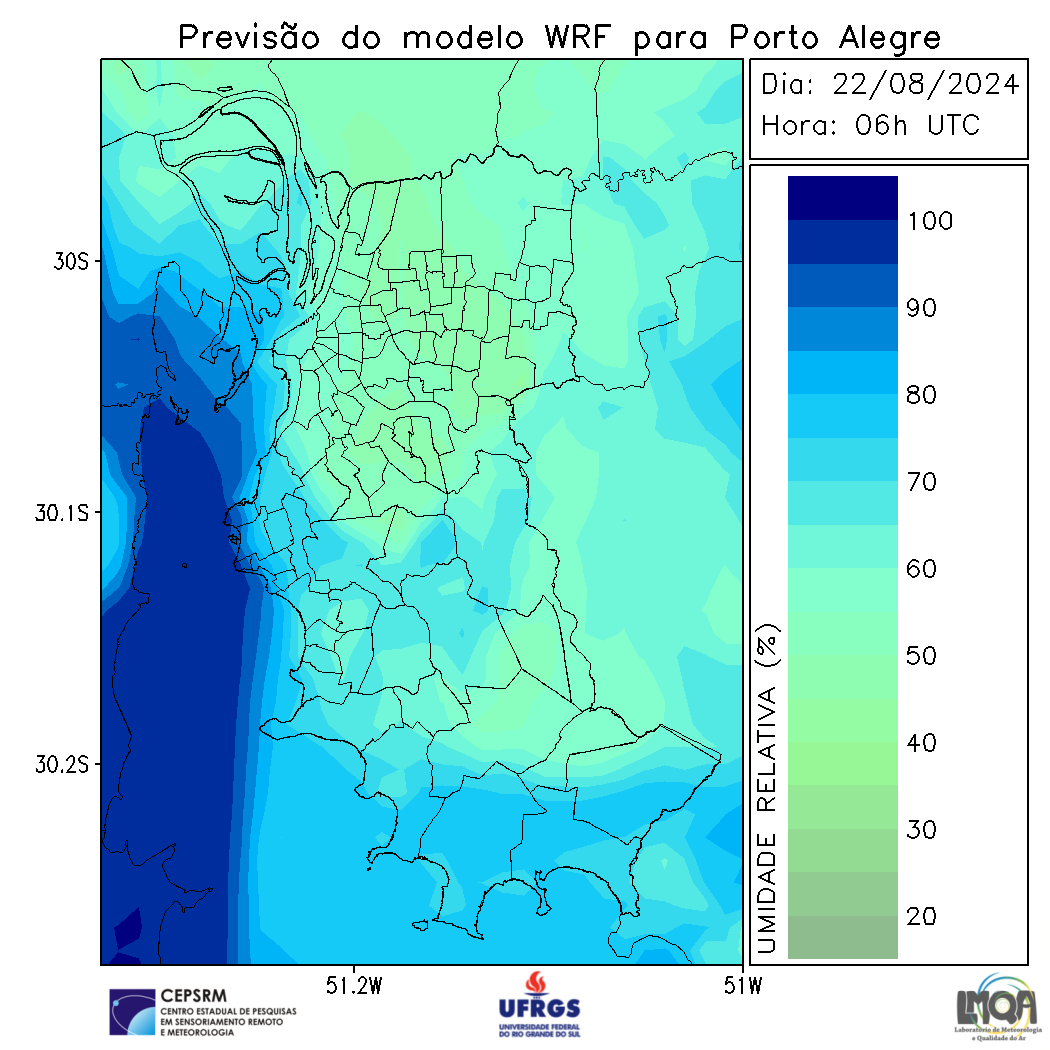 Previsão do modelo WRF para Porto Alegre
Dia: 22/08/2024
Hora: 06h UTC
30S
30.1S
30.2S
51.2W
51W
UMIDADE RELATIVA (%)
100
90
80
70
60
50
40
30
20
CEPSRM
CENTRO ESTADUAL DE PESQUISAS
EM SENSORIAMENTO REMOTO
E METEOROLOGIA
UFRGS
UNIVERSIDADE FEDERAL
DO RIO GRANDE DO SUL
LMQA
Laboratório de Meteorologia
e Qualidade do Ar